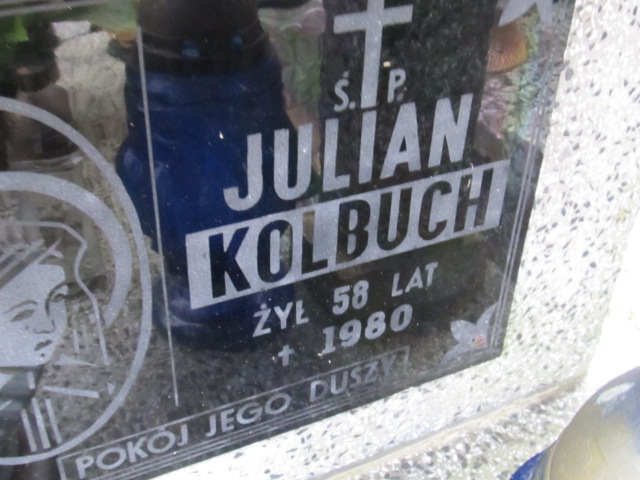 Ś. P.
JULIAN
KOLBUCH
ŻYŁ 58 LAT
✝ 1980
POKÓJ JEGO DUSZY